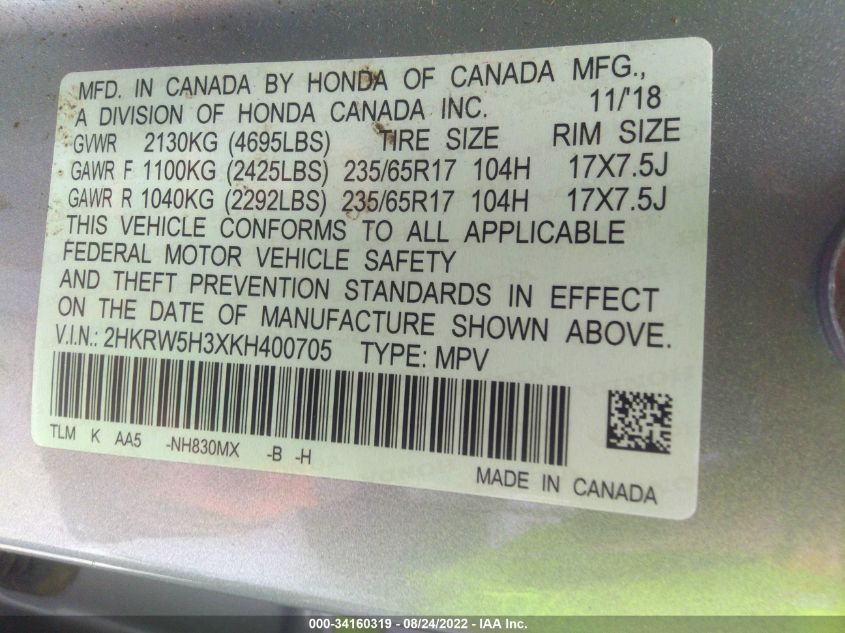 MFD. IN CANADA BY HONDA OF CANADA MFG.,
A DIVISION OF HONDA CANADA INC. 11/'18
GVWR 2130KG (4695LBS) TIRE SIZE RIM SIZE
GAWR F 1100KG (2425LBS) 235/65R17 104H 17X7.5J
GAWR R 1040KG (2292LBS) 235/65R17 104H 17X7.5J
THIS VEHICLE CONFORMS TO ALL APPLICABLE
FEDERAL MOTOR VEHICLE SAFETY
AND THEFT PREVENTION STANDARDS IN EFFECT
ON THE DATE OF MANUFACTURE SHOWN ABOVE.
V.I.N.: 2HKRW5H3XKH400705 TYPE: MPV
TLM K AA5 -NH830MX -B -H
MADE IN CANADA
000-34160319 - 08/24/2022 - IAA Inc.